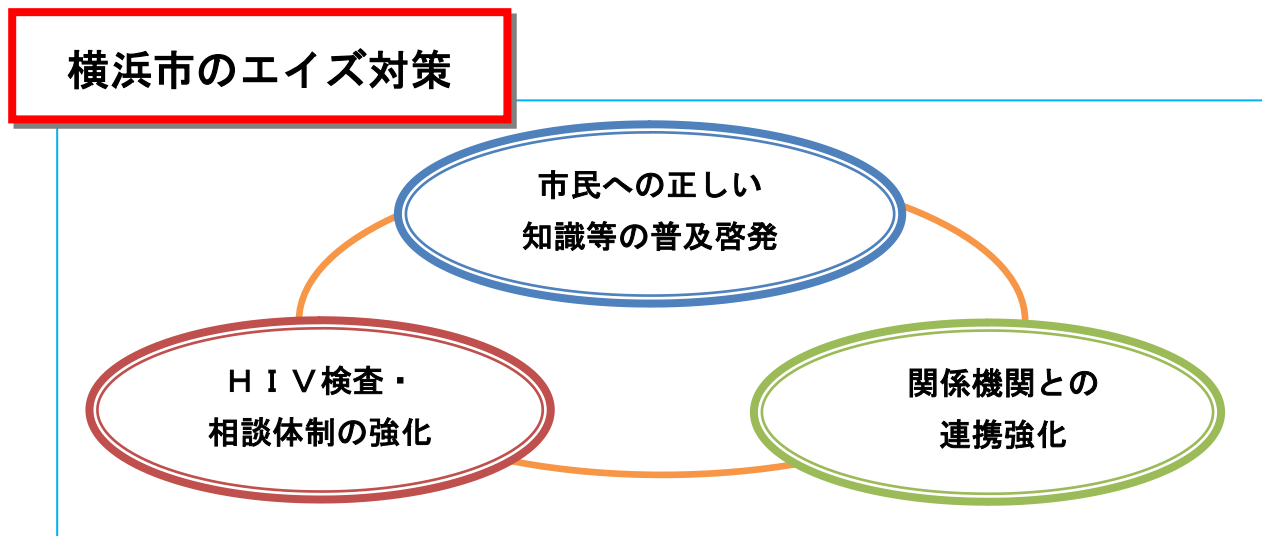 横浜市のエイズ対策
市民への正しい
知識等の普及啓発
ＨＩＶ検査・
相談体制の強化
関係機関との
連携強化